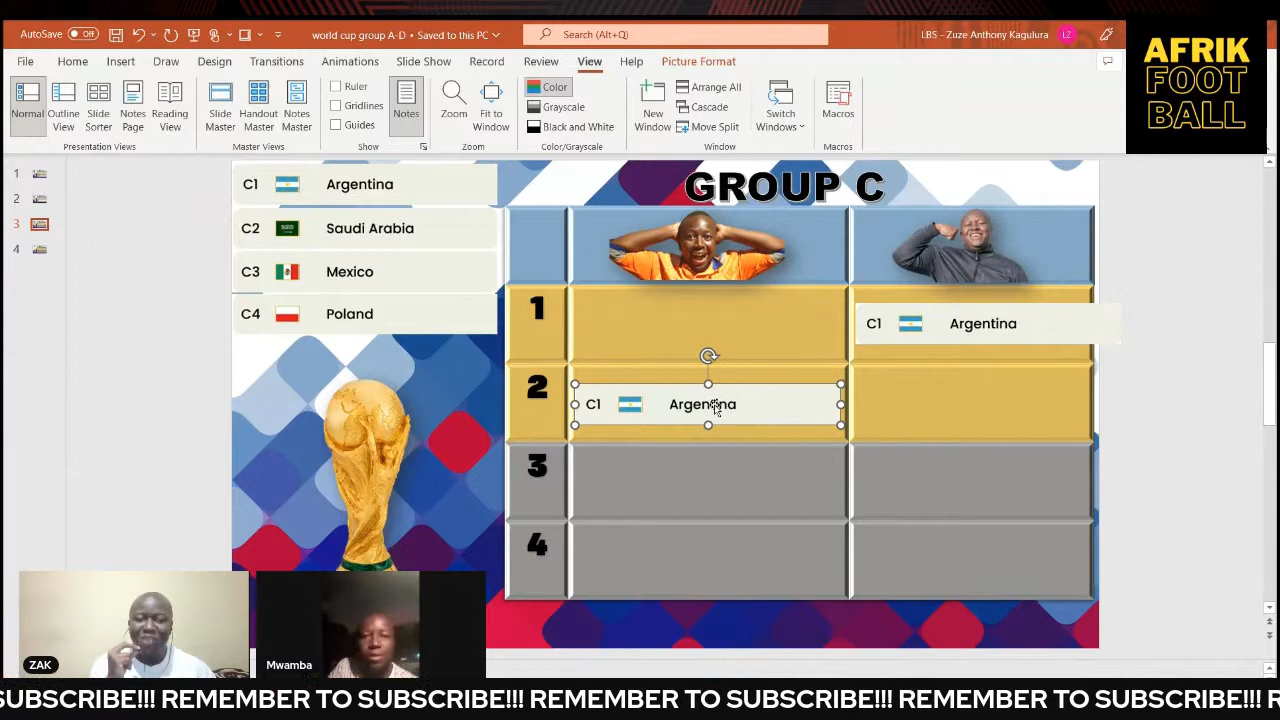 AutoSave Off
world cup group A-D • Saved to this PC
Search (Alt+Q)
LBS - Zuze Anthony Kagulura
LZ
File Home Insert Draw Design Transitions Animations Slide Show Record Review View Help Picture Format
Normal
Outline View
Slide Sorter
Notes Page
Reading View
Presentation Views
Slide Master
Handout Master
Notes Master
Master Views
Ruler
Gridlines
Guides
Show
Notes
Zoom
Fit to Window
Zoom
Color
Grayscale
Black and White
Color/Grayscale
New Window
Arrange All
Cascade
Move Split
Switch Windows
Window
Macros
Macros
AFRIK
FOOT
BALL
1
2
3
4
C1 Argentina
C2 Saudi Arabia
C3 Mexico
C4 Poland
GROUP C
1
C1 Argentina
2
C1 Argentina
3
4
ZAK
Mwamba
SUBSCRIBE!!! REMEMBER TO SUBSCRIBE!!! REMEMBER TO SUBSCRIBE!!! REMEMBER TO SUBSCRIBE!!! R